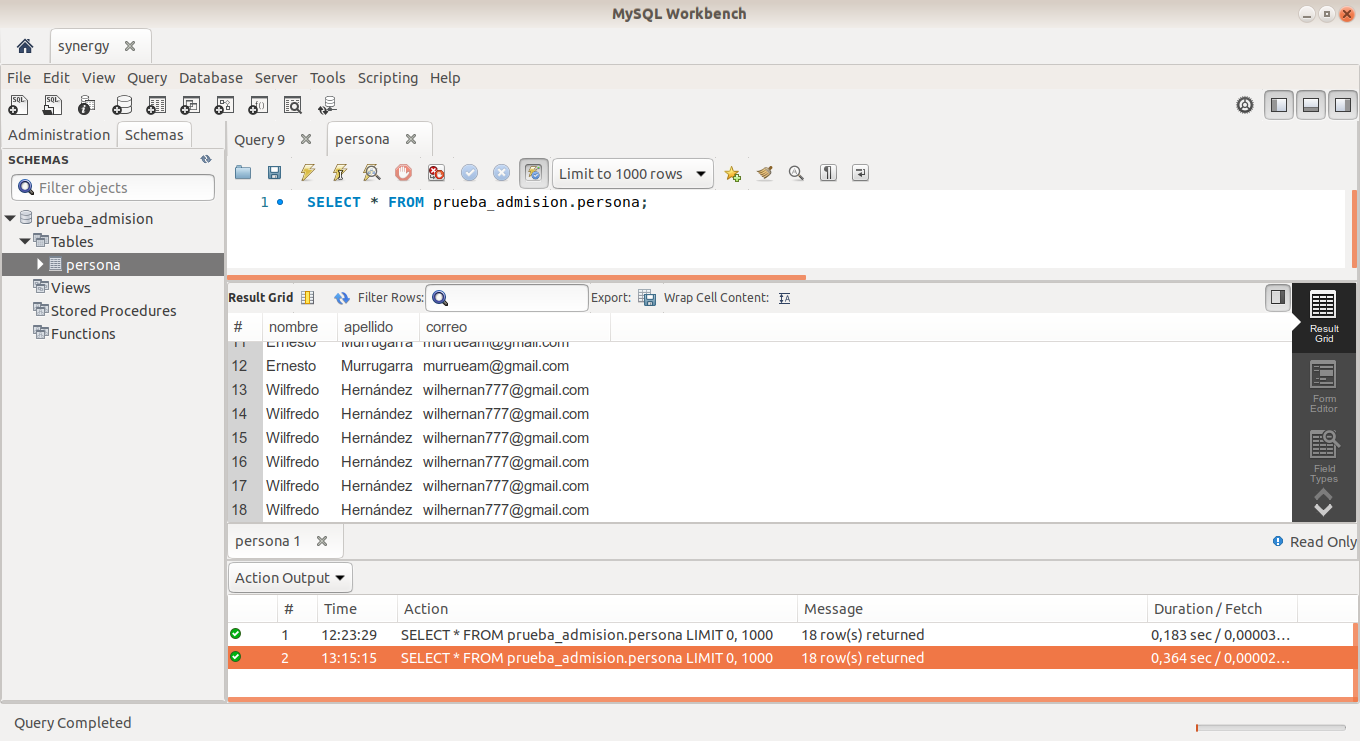 MySQL Workbench
synergy
File Edit View Query Database Server Tools Scripting Help
Administration Schemas
SCHEMAS
Filter objects
prueba_admision
Tables
persona
Views
Stored Procedures
Functions
Query 9 persona
Limit to 1000 rows
1 SELECT * FROM prueba_admision.persona;
Result Grid Filter Rows: Export: Wrap Cell Content:
# nombre apellido correo
11 Ernesto Murrugarra murrueam@gmail.com
12 Ernesto Murrugarra murrueam@gmail.com
13 Wilfredo Hernández wilhernan777@gmail.com
14 Wilfredo Hernández wilhernan777@gmail.com
15 Wilfredo Hernández wilhernan777@gmail.com
16 Wilfredo Hernández wilhernan777@gmail.com
17 Wilfredo Hernández wilhernan777@gmail.com
18 Wilfredo Hernández wilhernan777@gmail.com
Result
Grid
Form
Editor
Field
Types
persona 1
Read Only
Action Output
# Time Action Message Duration / Fetch
1 12:23:29 SELECT * FROM prueba_admision.persona LIMIT 0, 1000 18 row(s) returned 0,183 sec / 0,00003...
2 13:15:15 SELECT * FROM prueba_admision.persona LIMIT 0, 1000 18 row(s) returned 0,364 sec / 0,00002...
Query Completed